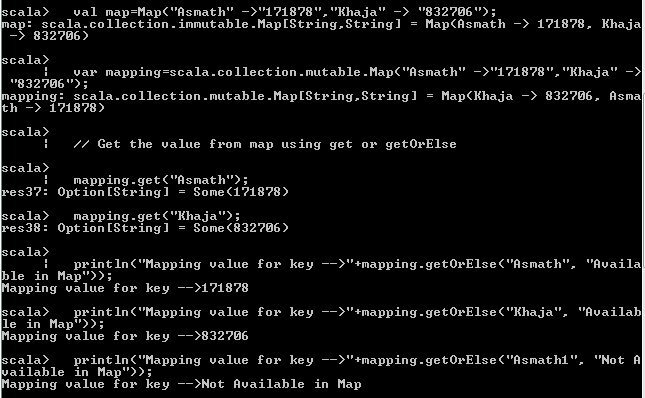 scala>   val map=Map("Asmath" ->"171878","Khaja" -> "832706");
map: scala.collection.immutable.Map[String,String] = Map(Asmath -> 171878, Khaja
 -> 832706)
scala>
     |   var mapping=scala.collection.mutable.Map("Asmath" ->"171878","Khaja" ->
 "832706");
mapping: scala.collection.mutable.Map[String,String] = Map(Khaja -> 832706, Asma
th -> 171878)
scala>
     |   // Get the value from map using get or getOrElse
scala>
     |   mapping.get("Asmath");
res37: Option[String] = Some(171878)
scala>   mapping.get("Khaja");
res38: Option[String] = Some(832706)
scala>
     |   println("Mapping value for key -->"+mapping.getOrElse("Asmath", "Availa
ble in Map"));
Mapping value for key -->171878
scala>   println("Mapping value for key -->"+mapping.getOrElse("Khaja", "Availab
le in Map"));
Mapping value for key -->832706
scala>   println("Mapping value for key -->"+mapping.getOrElse("Asmath1", "Not A
vailable in Map"));
Mapping value for key -->Not Available in Map